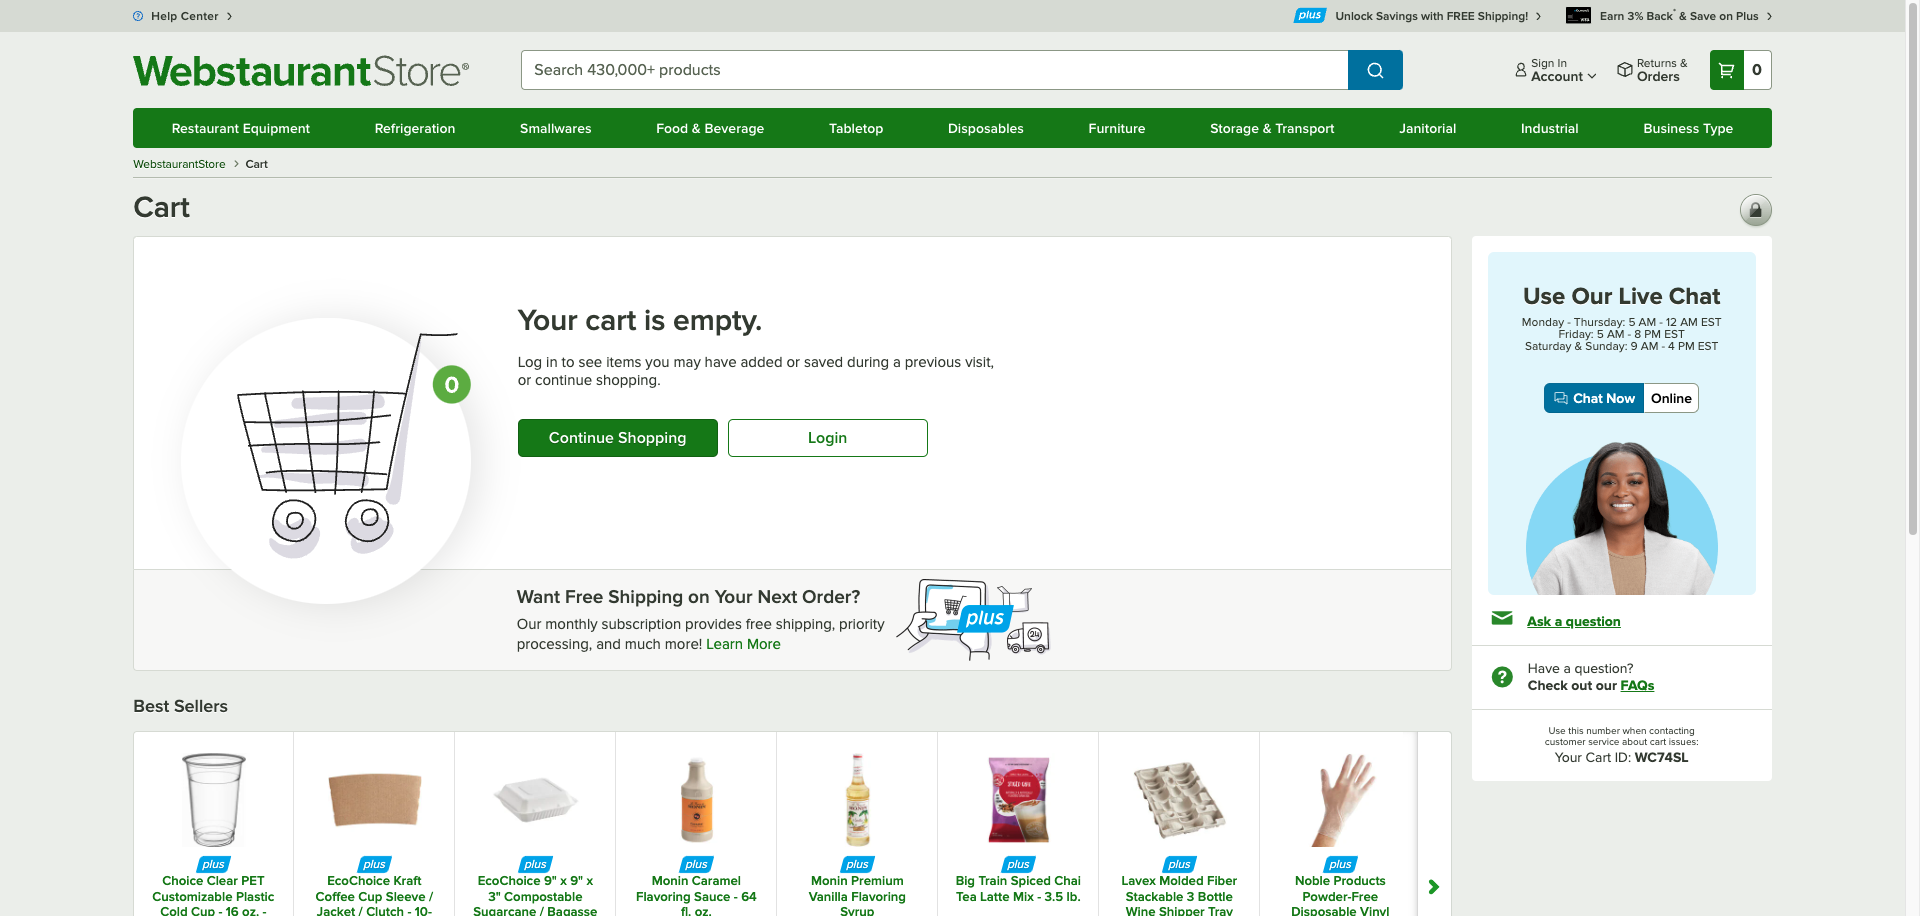 Help Center
plus Unlock Savings with FREE Shipping!
Earn 3% Back* & Save on Plus
WebstaurantStore®
Search 430,000+ products
Sign In
Account
Returns &
Orders
0
Restaurant Equipment Refrigeration Smallwares Food & Beverage Tabletop Disposables Furniture Storage & Transport Janitorial Industrial Business Type
WebstaurantStore > Cart
Cart
Your cart is empty.
Log in to see items you may have added or saved during a previous visit,
or continue shopping.
0
Continue Shopping
Login
Want Free Shipping on Your Next Order?
Our monthly subscription provides free shipping, priority
processing, and much more! Learn More
plus
24
Use Our Live Chat
Monday - Thursday: 5 AM - 12 AM EST
Friday: 5 AM - 8 PM EST
Saturday & Sunday: 9 AM - 4 PM EST
Chat Now Online
Ask a question
Have a question?
Check out our FAQs
Use this number when contacting
customer service about cart issues:
Your Cart ID: WC74SL
Best Sellers
plus
Choice Clear PET
Customizable Plastic
Cold Cup - 16 oz. -
plus
EcoChoice Kraft
Coffee Cup Sleeve /
Jacket / Clutch - 10-
plus
EcoChoice 9" x 9" x
3" Compostable
Sugarcane / Bagasse
plus
Monin Caramel
Flavoring Sauce - 64
fl. oz.
plus
Monin Premium
Vanilla Flavoring
Syrup
plus
Big Train Spiced Chai
Tea Latte Mix - 3.5 lb.
plus
Lavex Molded Fiber
Stackable 3 Bottle
Wine Shipper Tray
plus
Noble Products
Powder-Free
Disposable Vinyl